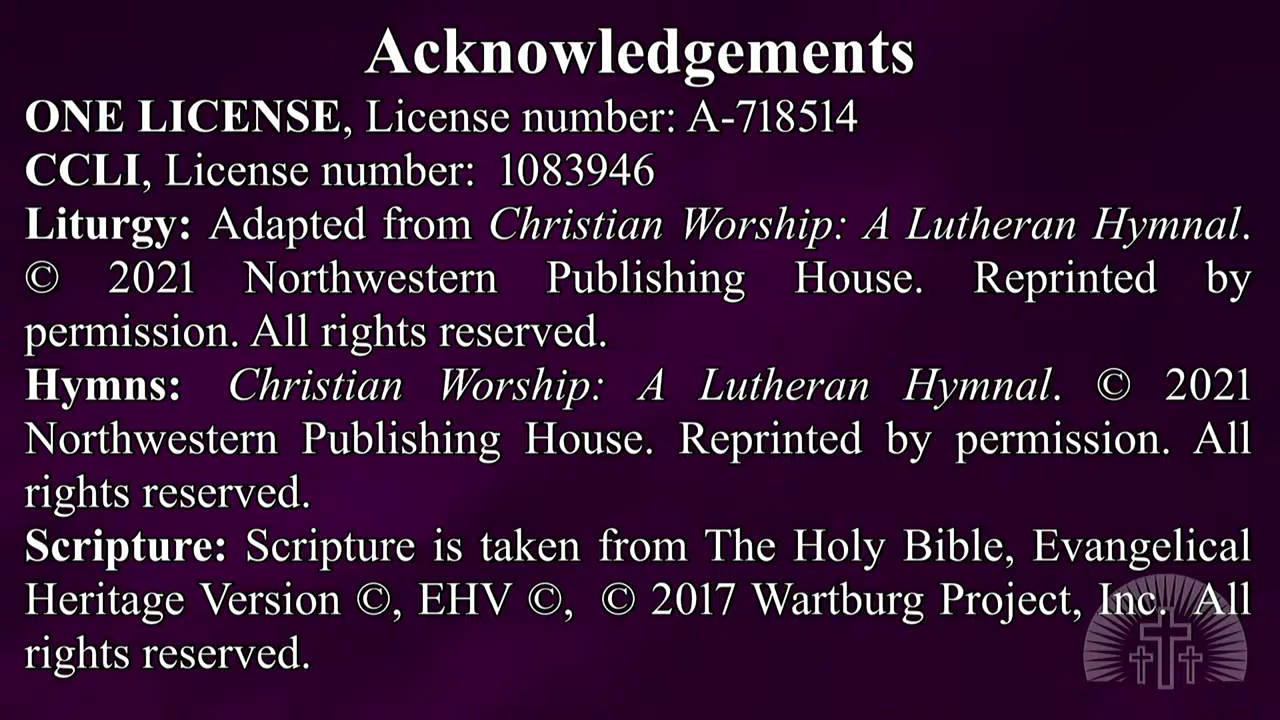 Acknowledgements
ONE LICENSE, License number: A-718514
CCLI, License number: 1083946
Liturgy: Adapted from Christian Worship: A Lutheran Hymnal.
© 2021 Northwestern Publishing House. Reprinted by
permission. All rights reserved.
Hymns: Christian Worship: A Lutheran Hymnal. © 2021
Northwestern Publishing House. Reprinted by permission. All
rights reserved.
Scripture: Scripture is taken from The Holy Bible, Evangelical
Heritage Version ©, EHV ©, © 2017 Wartburg Project, Inc. All
rights reserved.